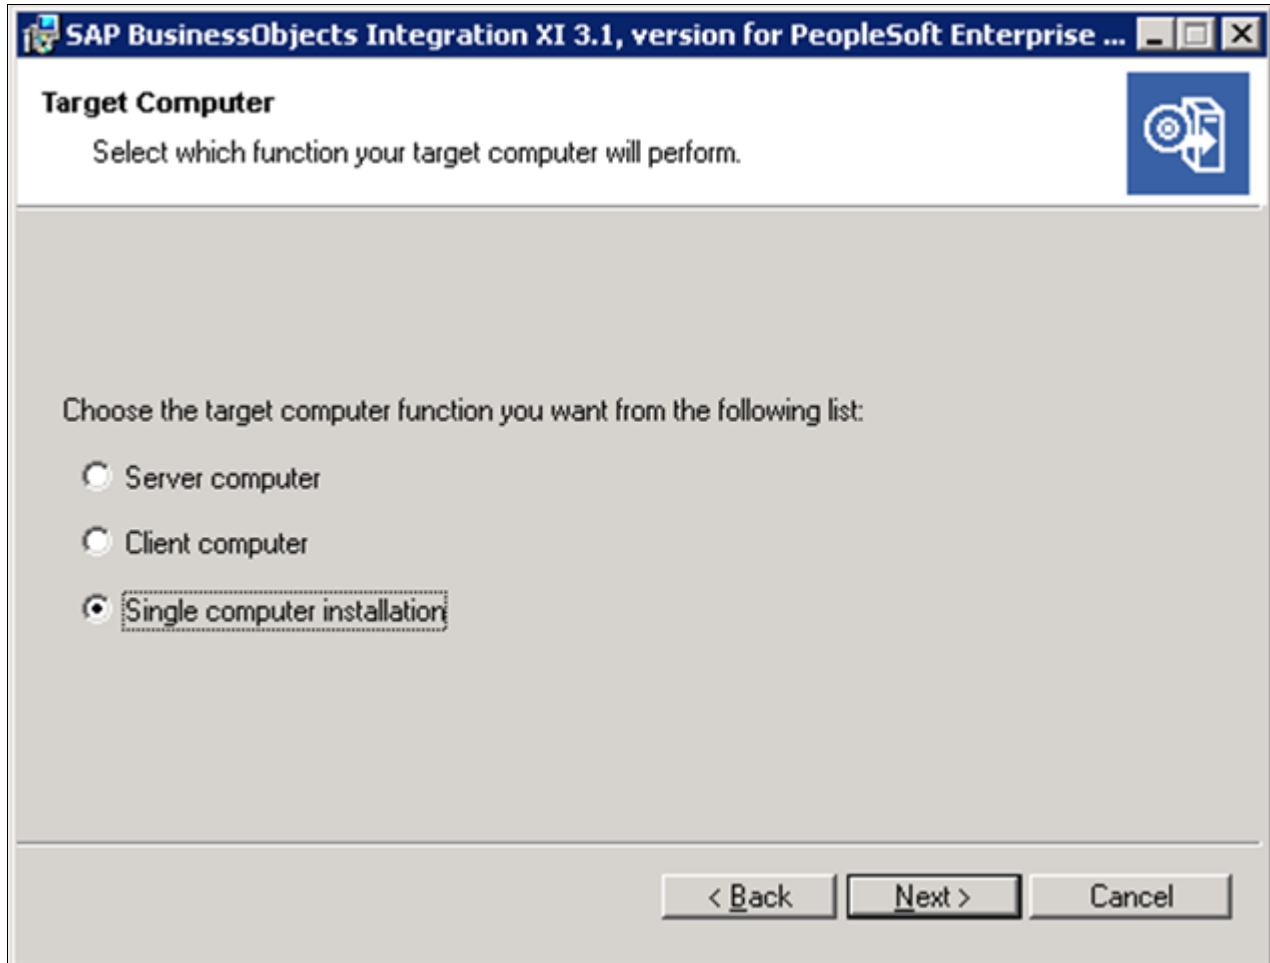 SAP BusinessObjects Integration XI 3.1, version for PeopleSoft Enterprise ...
Target Computer
Select which function your target computer will perform.
Choose the target computer function you want from the following list:
Server computer
Client computer
Single computer installation
< Back
Next >
Cancel